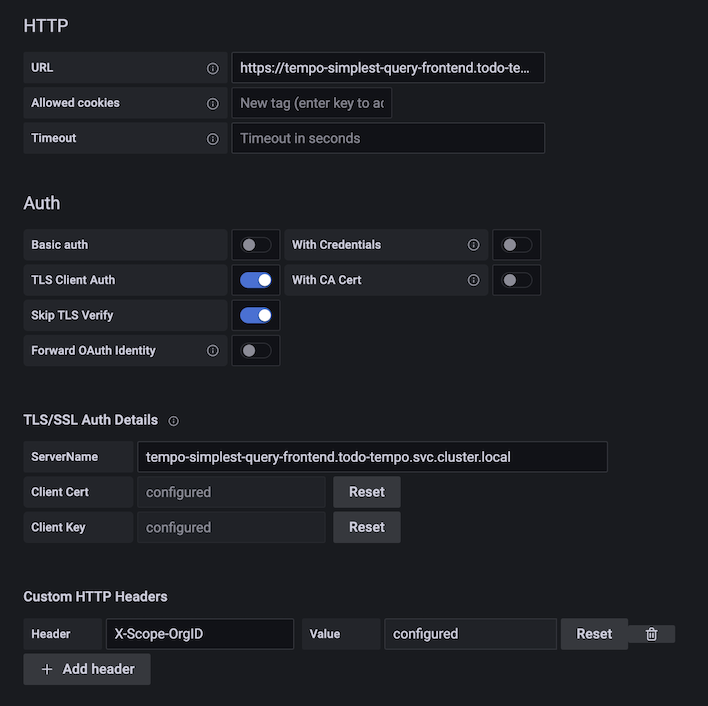 HTTP
URL
https://tempo-simplest-query-frontend.todo-te...
Allowed cookies
New tag (enter key to ac
Timeout
Timeout in seconds
Auth
Basic auth
With Credentials
TLS Client Auth
With CA Cert
Skip TLS Verify
Forward OAuth Identity
TLS/SSL Auth Details
ServerName
tempo-simplest-query-frontend.todo-tempo.svc.cluster.local
Client Cert
configured
Reset
Client Key
configured
Reset
Custom HTTP Headers
Header
X-Scope-OrgID
Value
configured
Reset
+ Add header